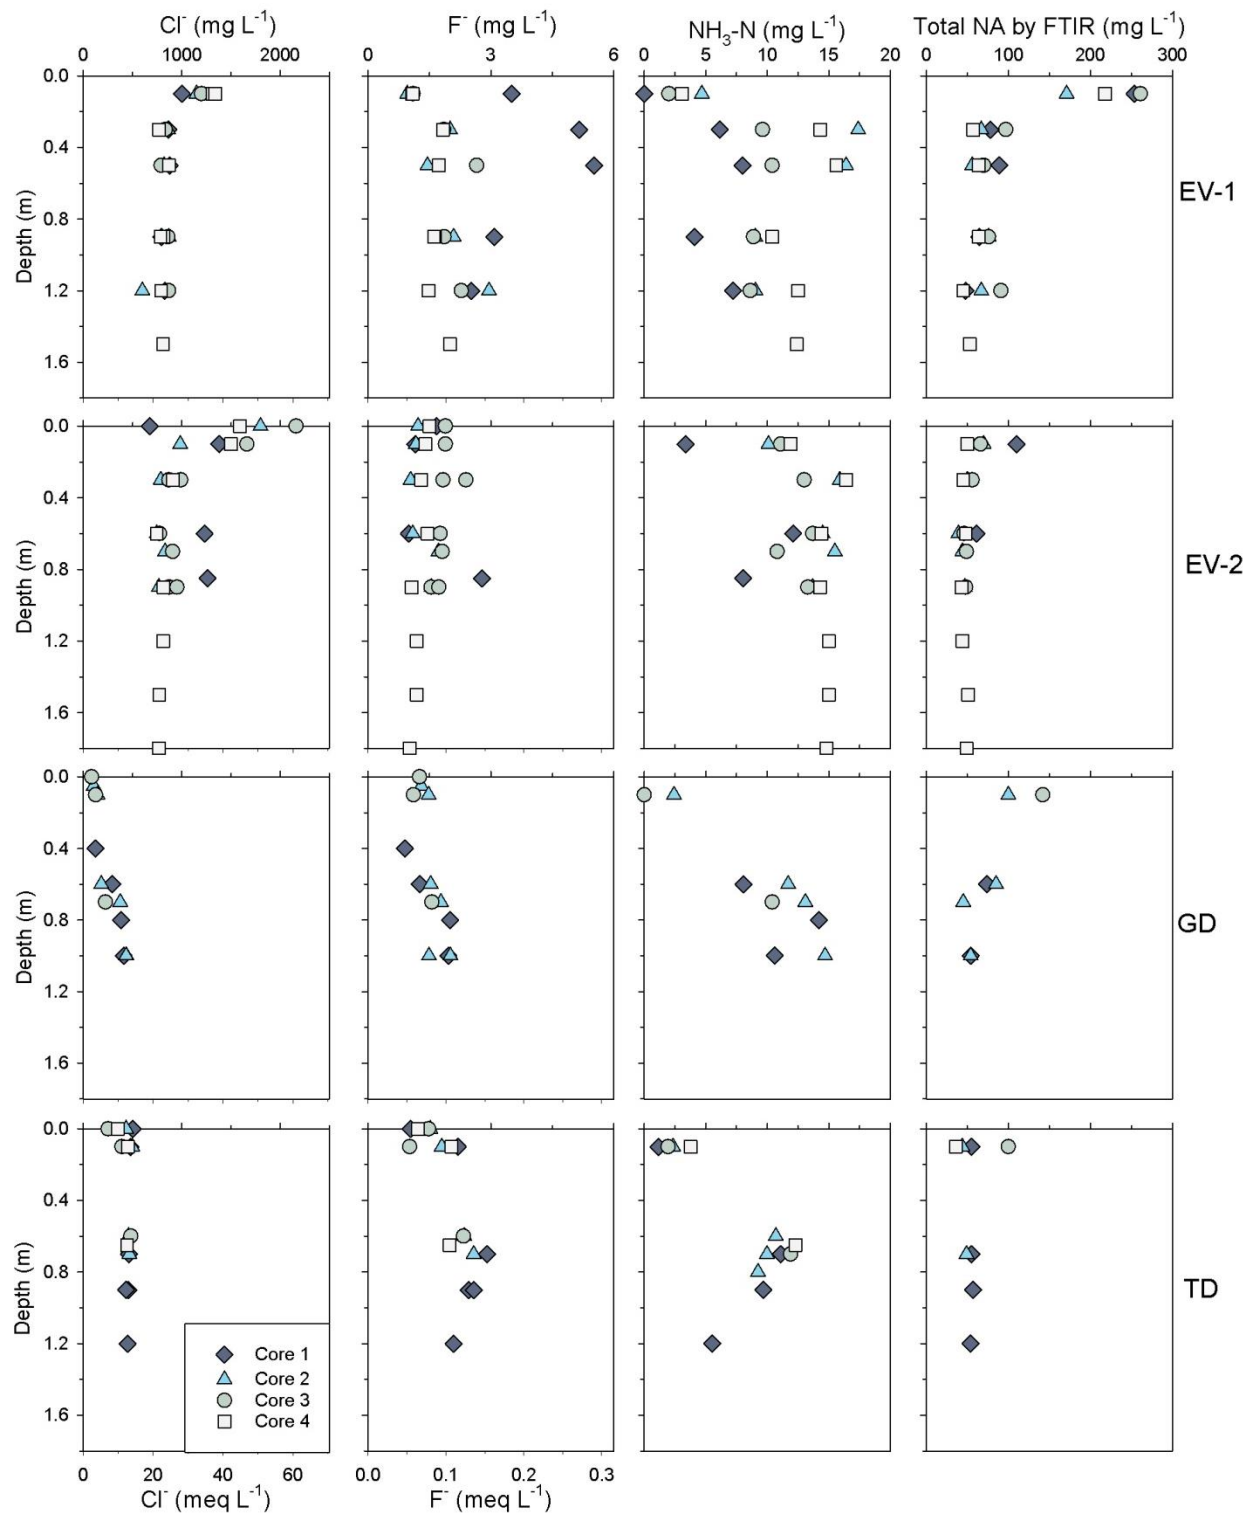 Cl⁻ (mg L⁻¹) F⁻ (mg L⁻¹) NH₃-N (mg L⁻¹) Total NA by FTIR (mg L⁻¹)
0 1000 2000 0 3 6 0 5 10 15 20 0 100 200 300
0.0
0.4
0.8
1.2
1.6
Depth (m)
EV-1
0.0
0.4
0.8
1.2
1.6
Depth (m)
EV-2
0.0
0.4
0.8
1.2
1.6
Depth (m)
GD
0.0
0.4
0.8
1.2
1.6
Depth (m)
TD
Core 1
Core 2
Core 3
Core 4
0 20 40 60 0.0 0.1 0.2 0.3
Cl⁻ (meq L⁻¹) F⁻ (meq L⁻¹)